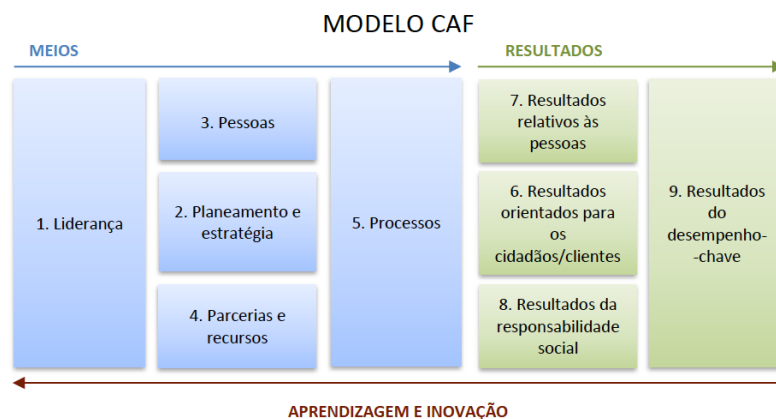 MODELO CAF
MEIOS
RESULTADOS
1. Liderança
3. Pessoas
2. Planeamento e
estratégia
4. Parcerias e
recursos
5. Processos
7. Resultados
relativos às
pessoas
6. Resultados
orientados para
os
cidadãos/clientes
8. Resultados da
responsabilidade
social
9. Resultados
do
desempenho-
-chave
APRENDIZAGEM E INOVAÇÃO